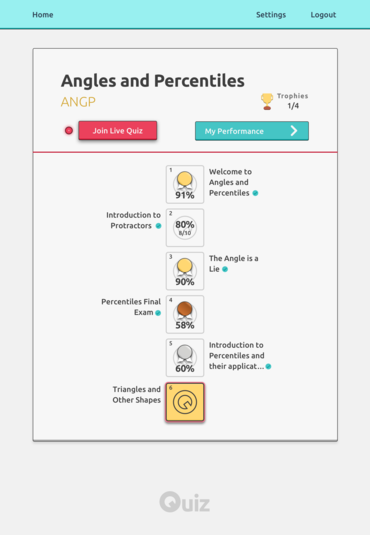 Home
Settings
Logout
Angles and Percentiles
ANGP
Trophies
1/4
Join Live Quiz
My Performance
1
91%
Welcome to
Angles and
Percentiles
Introduction to
Protractors
2
80%
8/10
3
90%
The Angle is a
Lie
Percentiles Final
Exam
4
58%
5
60%
Introduction to
Percentiles and
their applicat...
Triangles and
Other Shapes
6
Quiz